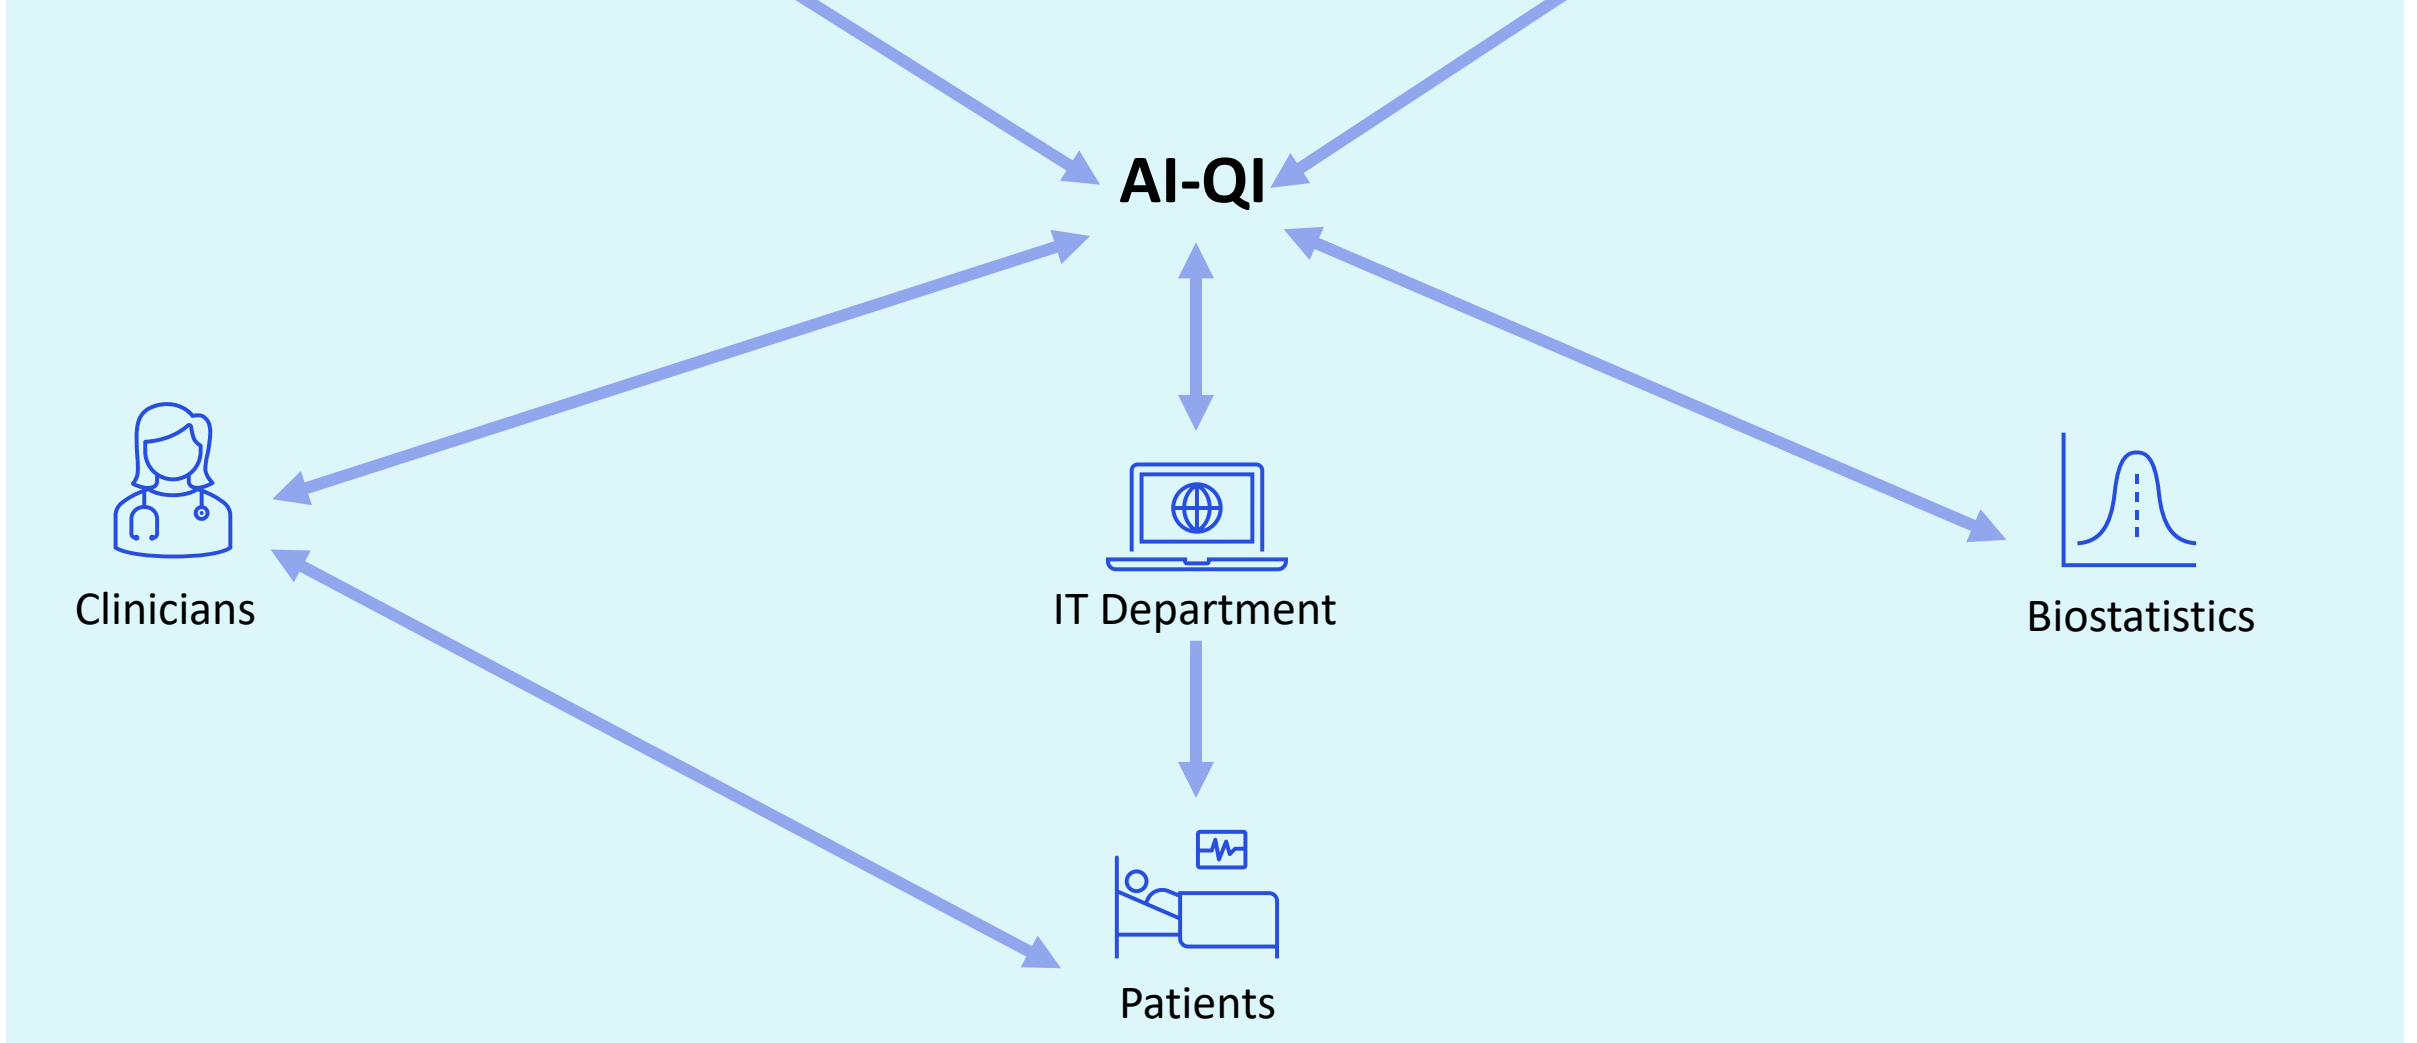 AI-QI
Clinicians
IT Department
Biostatistics
Patients